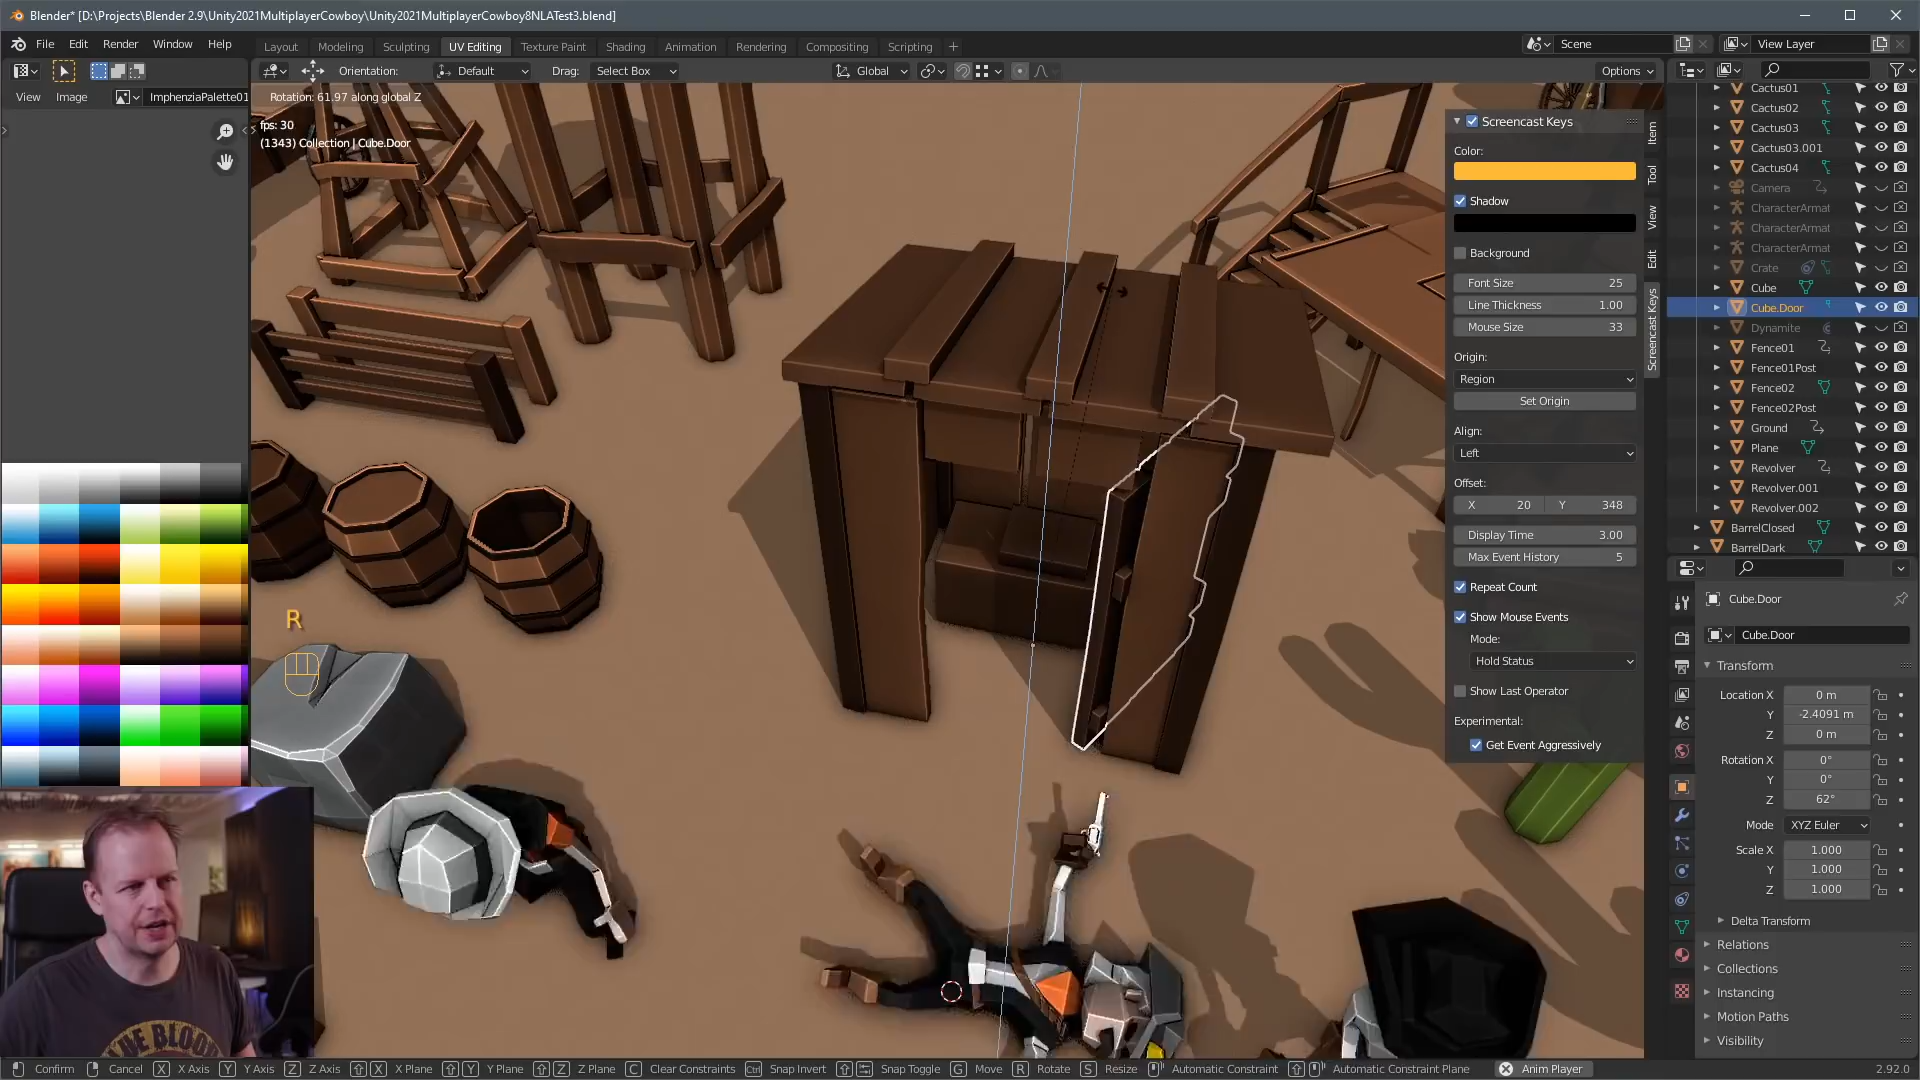 Blender* [D:\Projects\Blender 2.9\Unity2021MultiplayerCowboy\Unity2021MultiplayerCowboy8NLATest3.blend]
File Edit Render Window Help
Layout Modeling Sculpting UV Editing Texture Paint Shading Animation Rendering Compositing Scripting +
Scene
View Layer
Orientation: Default Drag: Select Box Global Options
View Image ImphenziaPalette01
Rotation: 61.97 along global Z
fps: 30
(1343) Collection | Cube.Door
R
Screencast Keys
Color:
Shadow
Background
Font Size 25
Line Thickness 1.00
Mouse Size 33
Origin:
Region
Set Origin
Align:
Left
Offset:
X 20 Y 348
Display Time 3.00
Max Event History 5
Repeat Count
Show Mouse Events
Mode:
Hold Status
Show Last Operator
Experimental:
Get Event Aggressively
Item
Tool
View
Edit
Screencast Keys
Cactus01
Cactus02
Cactus03
Cactus03.001
Cactus04
Camera
CharacterArmat
CharacterArmat
CharacterArmat
Crate
Cube
Cube.Door
Dynamite
Fence01
Fence01Post
Fence02
Fence02Post
Ground
Plane
Revolver
Revolver.001
Revolver.002
BarrelClosed
BarrelDark
Cube.Door
Cube.Door
Transform
Location X 0 m
Y -2.4091 m
Z 0 m
Rotation X 0°
Y 0°
Z 62°
Mode XYZ Euler
Scale X 1.000
Y 1.000
Z 1.000
Delta Transform
Relations
Collections
Instancing
Motion Paths
Visibility
Confirm Cancel X X Axis Y Y Axis Z Z Axis X X Plane Y Y Plane Z Z Plane C Clear Constraints Ctrl Snap Invert Snap Toggle G Move R Rotate S Resize Automatic Constraint Automatic Constraint Plane Anim Player 2.92.0